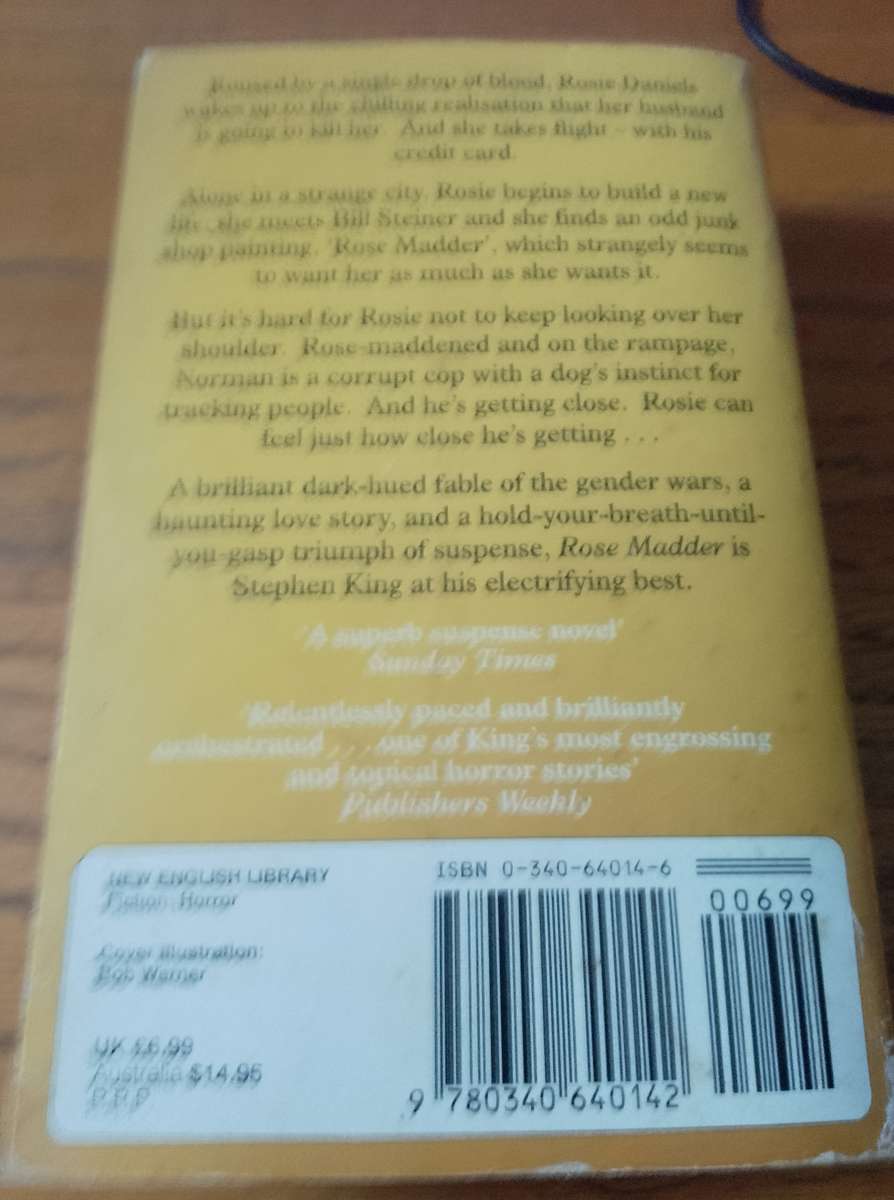 Roused by a single drop of blood, Rosie Daniels
wakes up to the chilling realisation that her husband
is going to kill her. And she takes flight – with his
credit card.
Alone in a strange city, Rosie begins to build a new
life, she meets Bill Steiner and she finds an odd junk
shop painting, 'Rose Madder', which strangely seems
to want her as much as she wants it.
But it's hard for Rosie not to keep looking over her
shoulder. Rose-maddened and on the rampage,
Norman is a corrupt cop with a dog's instinct for
tracking people. And he's getting close. Rosie can
feel just how close he's getting . . .
A brilliant dark-hued fable of the gender wars, a
haunting love story, and a hold-your-breath-until-
you-gasp triumph of suspense, Rose Madder is
Stephen King at his electrifying best.
'A superb suspense novel'
Sunday Times
'Relentlessly paced and brilliantly
orchestrated . . . one of King's most engrossing
and topical horror stories'
Publishers Weekly
NEW ENGLISH LIBRARY
Fiction: Horror
Cover illustration:
Bob Warner
UK £6.99
Australia $14.95
R.R.P.
ISBN 0-340-64014-6
00699
9 780340 640142